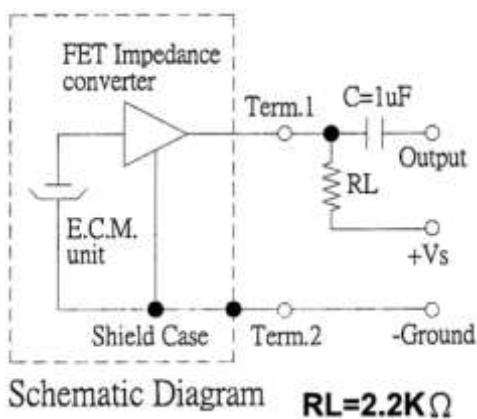 FET Impedance
converter
Term.1
C=1uF
Output
RL
+Vs
E.C.M.
unit
Shield Case
Term.2
-Ground
Schematic Diagram
RL=2.2KΩ